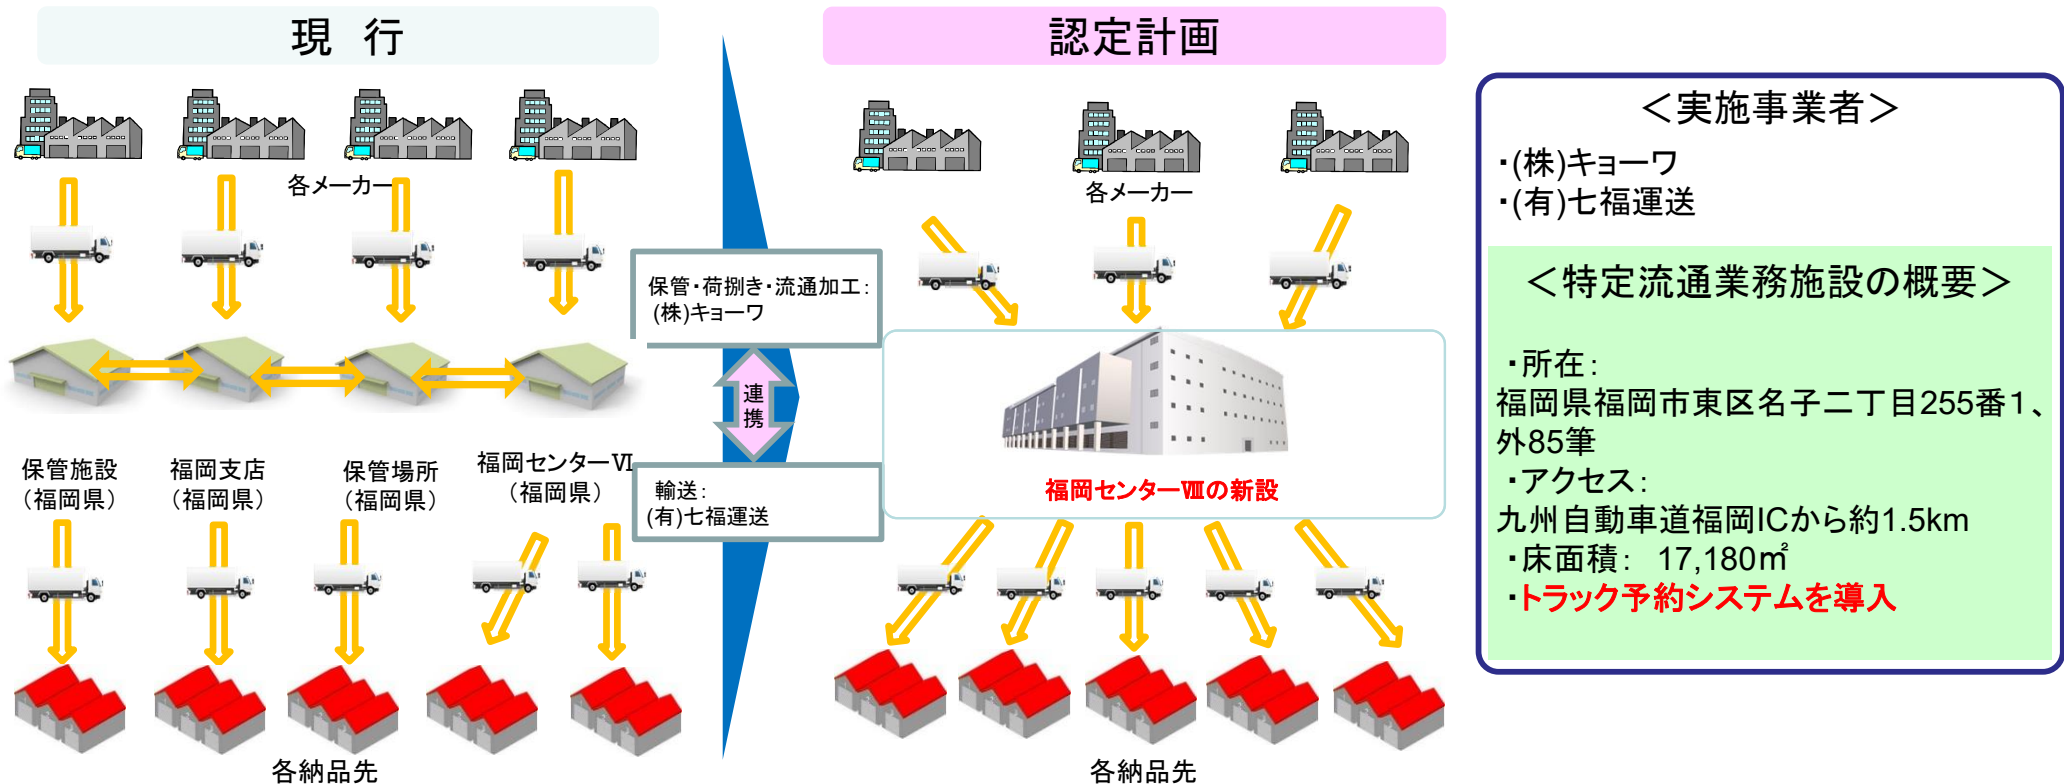 現 行
各メーカー
保管施設
（福岡県）
福岡支店
（福岡県）
保管場所
（福岡県）
福岡センターⅥ
（福岡県）
各納品先
保管・荷捌き・流通加工：
(株)キョーワ
連
携
輸送：
(有)七福運送
認定計画
各メーカー
福岡センターⅧの新設
各納品先
＜実施事業者＞
・(株)キョーワ
・(有)七福運送
＜特定流通業務施設の概要＞
・所在：
福岡県福岡市東区名子二丁目255番１、
外85筆
・アクセス：
九州自動車道福岡ICから約1.5km
・床面積： 17,180㎡
・トラック予約システムを導入